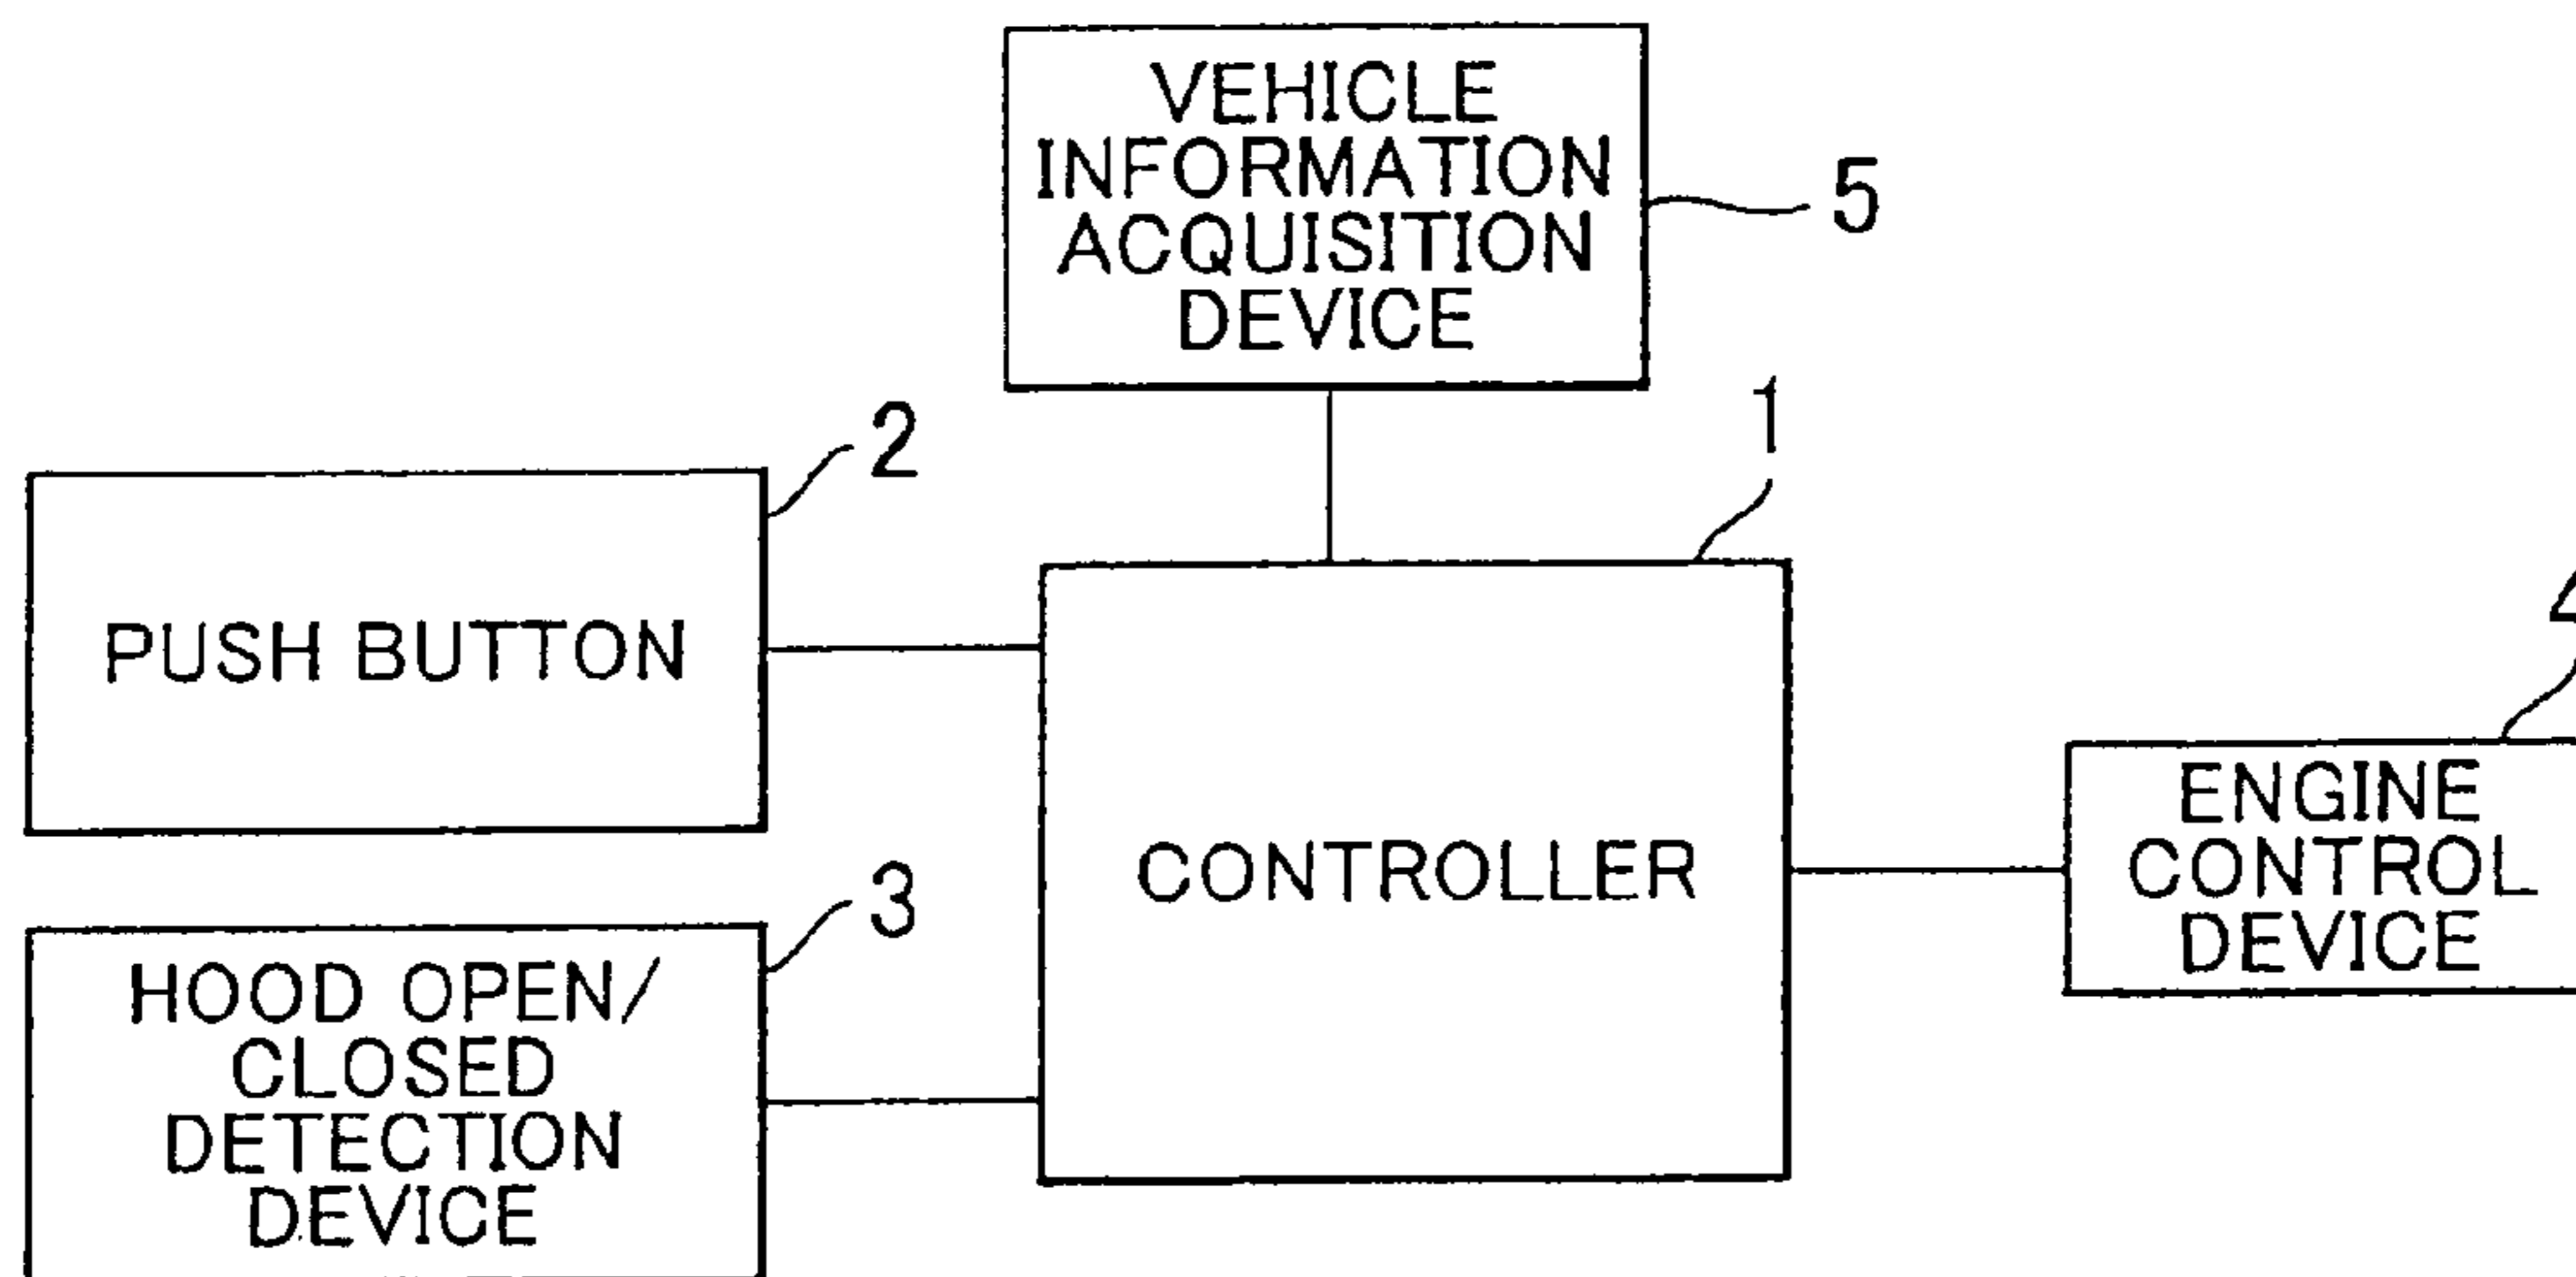 VEHICLE
INFORMATION
ACQUISITION
DEVICE
5
1
2
PUSH BUTTON
CONTROLLER
4
ENGINE
CONTROL
DEVICE
3
HOOD OPEN/
CLOSED
DETECTION
DEVICE